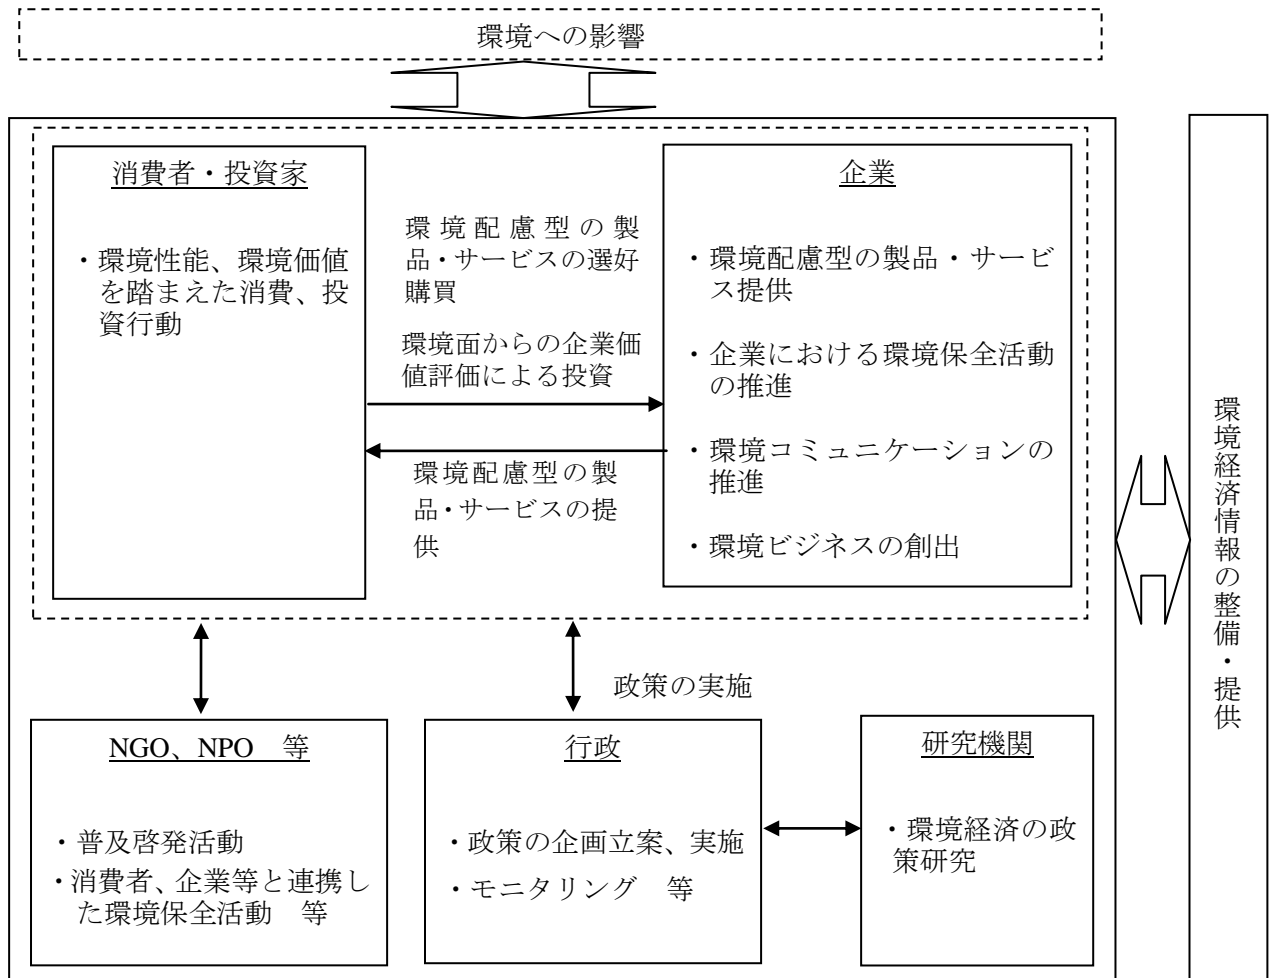 環境への影響
消費者・投資家
・環境性能、環境価値
を踏まえた消費、投
資行動
環境配慮型の製
品・サービスの選好
購買
環境面からの企業価
値評価による投資
環境配慮型の製
品・サービスの提
供
企業
・環境配慮型の製品・サービ
ス提供
・企業における環境保全活動
の推進
・環境コミュニケーションの
推進
・環境ビジネスの創出
政策の実施
NGO、NPO　等
・普及啓発活動
・消費者、企業等と連携し
た環境保全活動　等
行政
・政策の企画立案、実施
・モニタリング　等
研究機関
・環境経済の政
策研究
環境経済情報の整備・提供